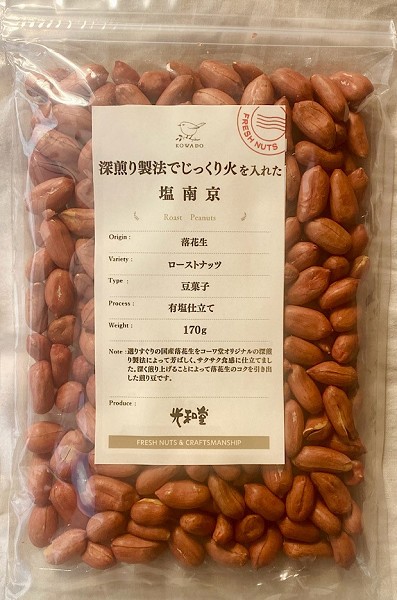 KOWADO
FRESH NUTS
深煎り製法でじっくり火を入れた
塩南京
Roast Peanuts
Origin : 落花生
Variety : ローストナッツ
Type : 豆菓子
Process : 有塩仕立て
Weight : 170g
Note : 選りすぐりの国産落花生をコーワ堂オリジナルの深煎
り製法によって芳ばしく、サクサク食感に仕立てまし
た。深く煎り上げることによって落花生のコクを引き出
した煎り豆です。
Produce :
光和堂
FRESH NUTS & CRAFTSMANSHIP